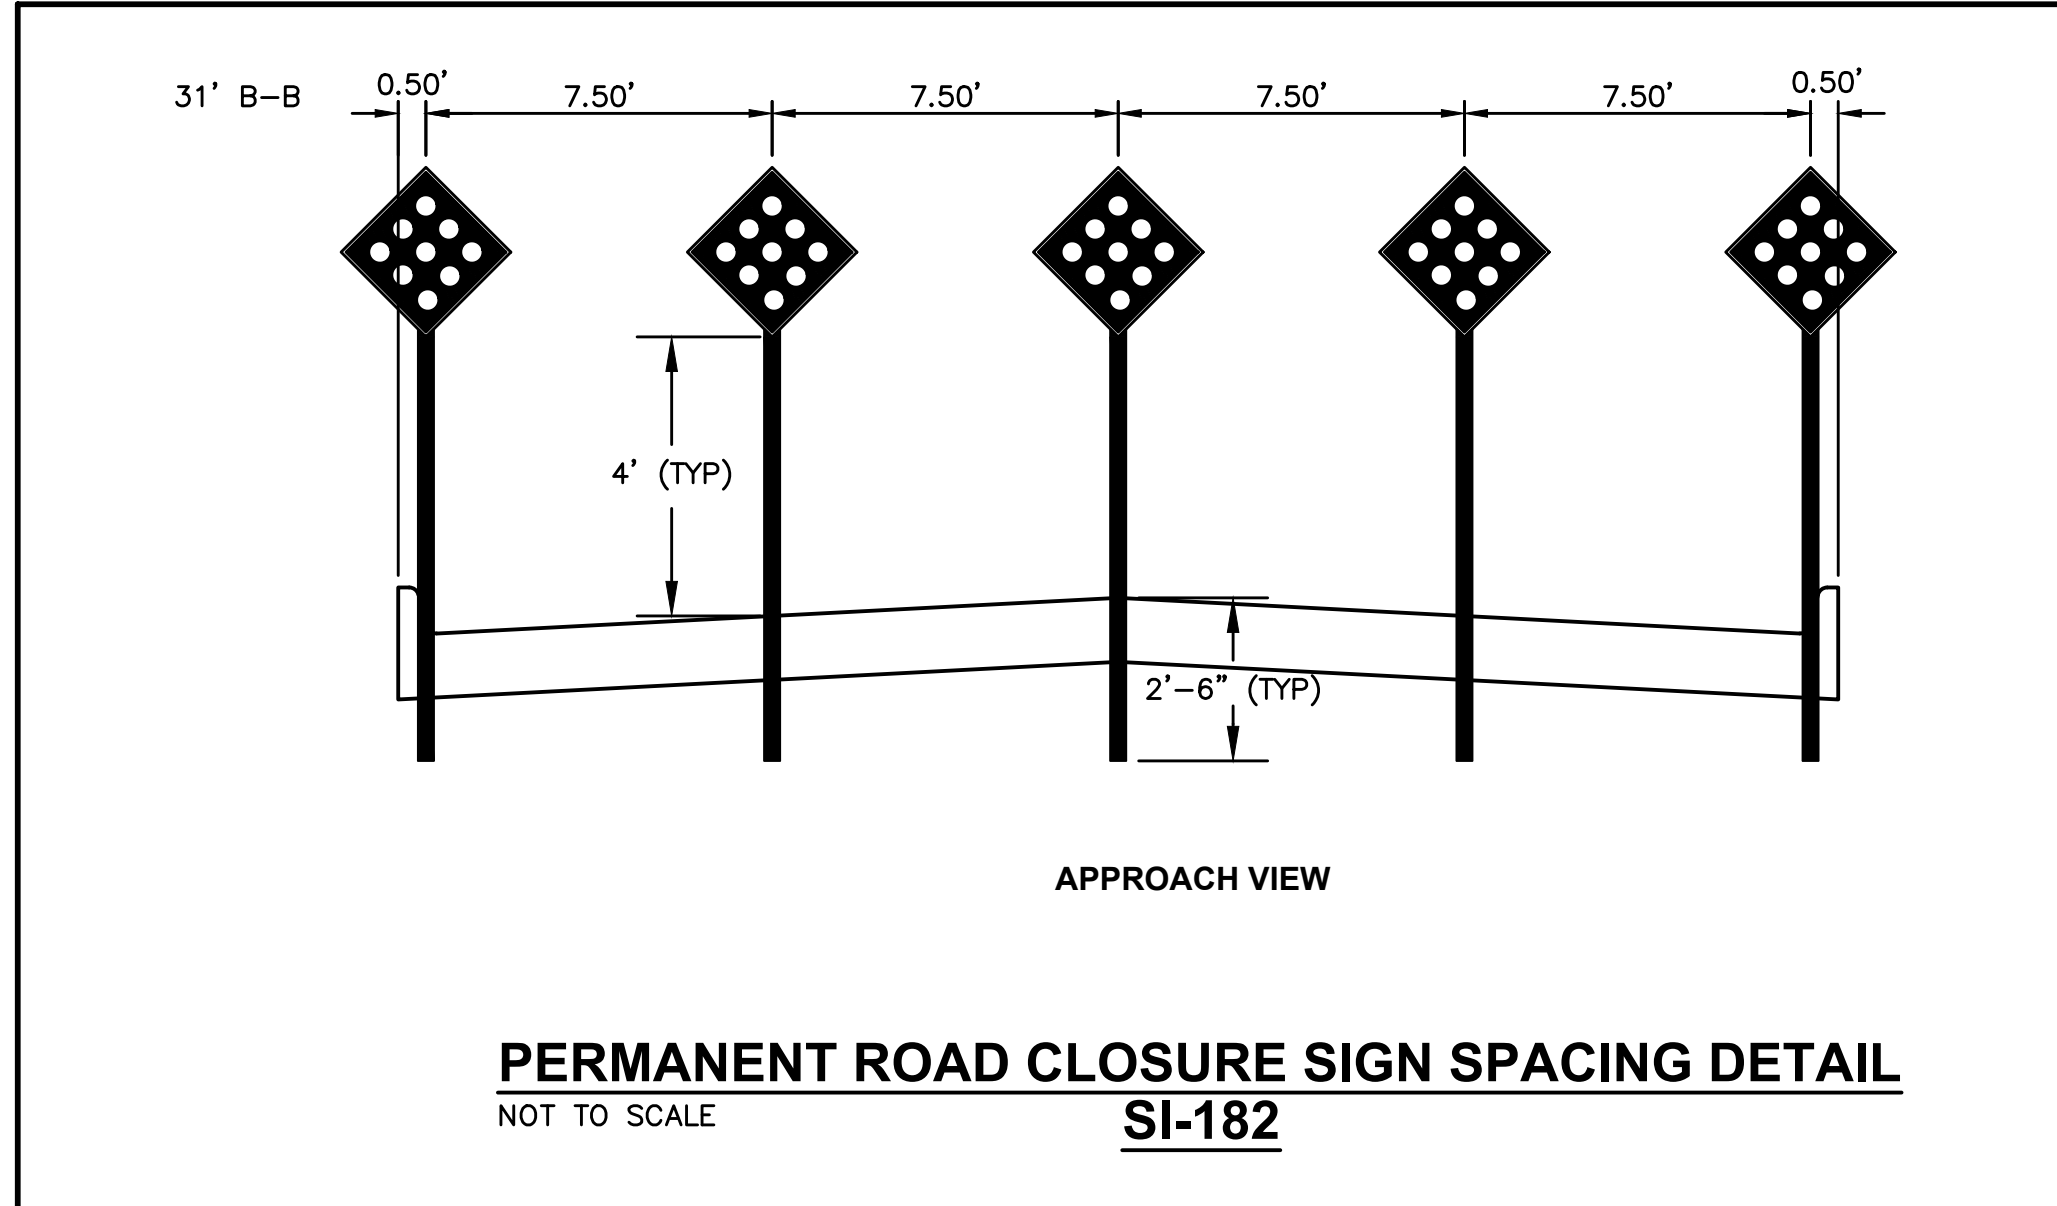 31' B-B 0.50' 7.50' 7.50' 7.50' 7.50' 0.50'
4' (TYP)
2'-6" (TYP)
APPROACH VIEW
PERMANENT ROAD CLOSURE SIGN SPACING DETAIL
NOT TO SCALE
SI-182